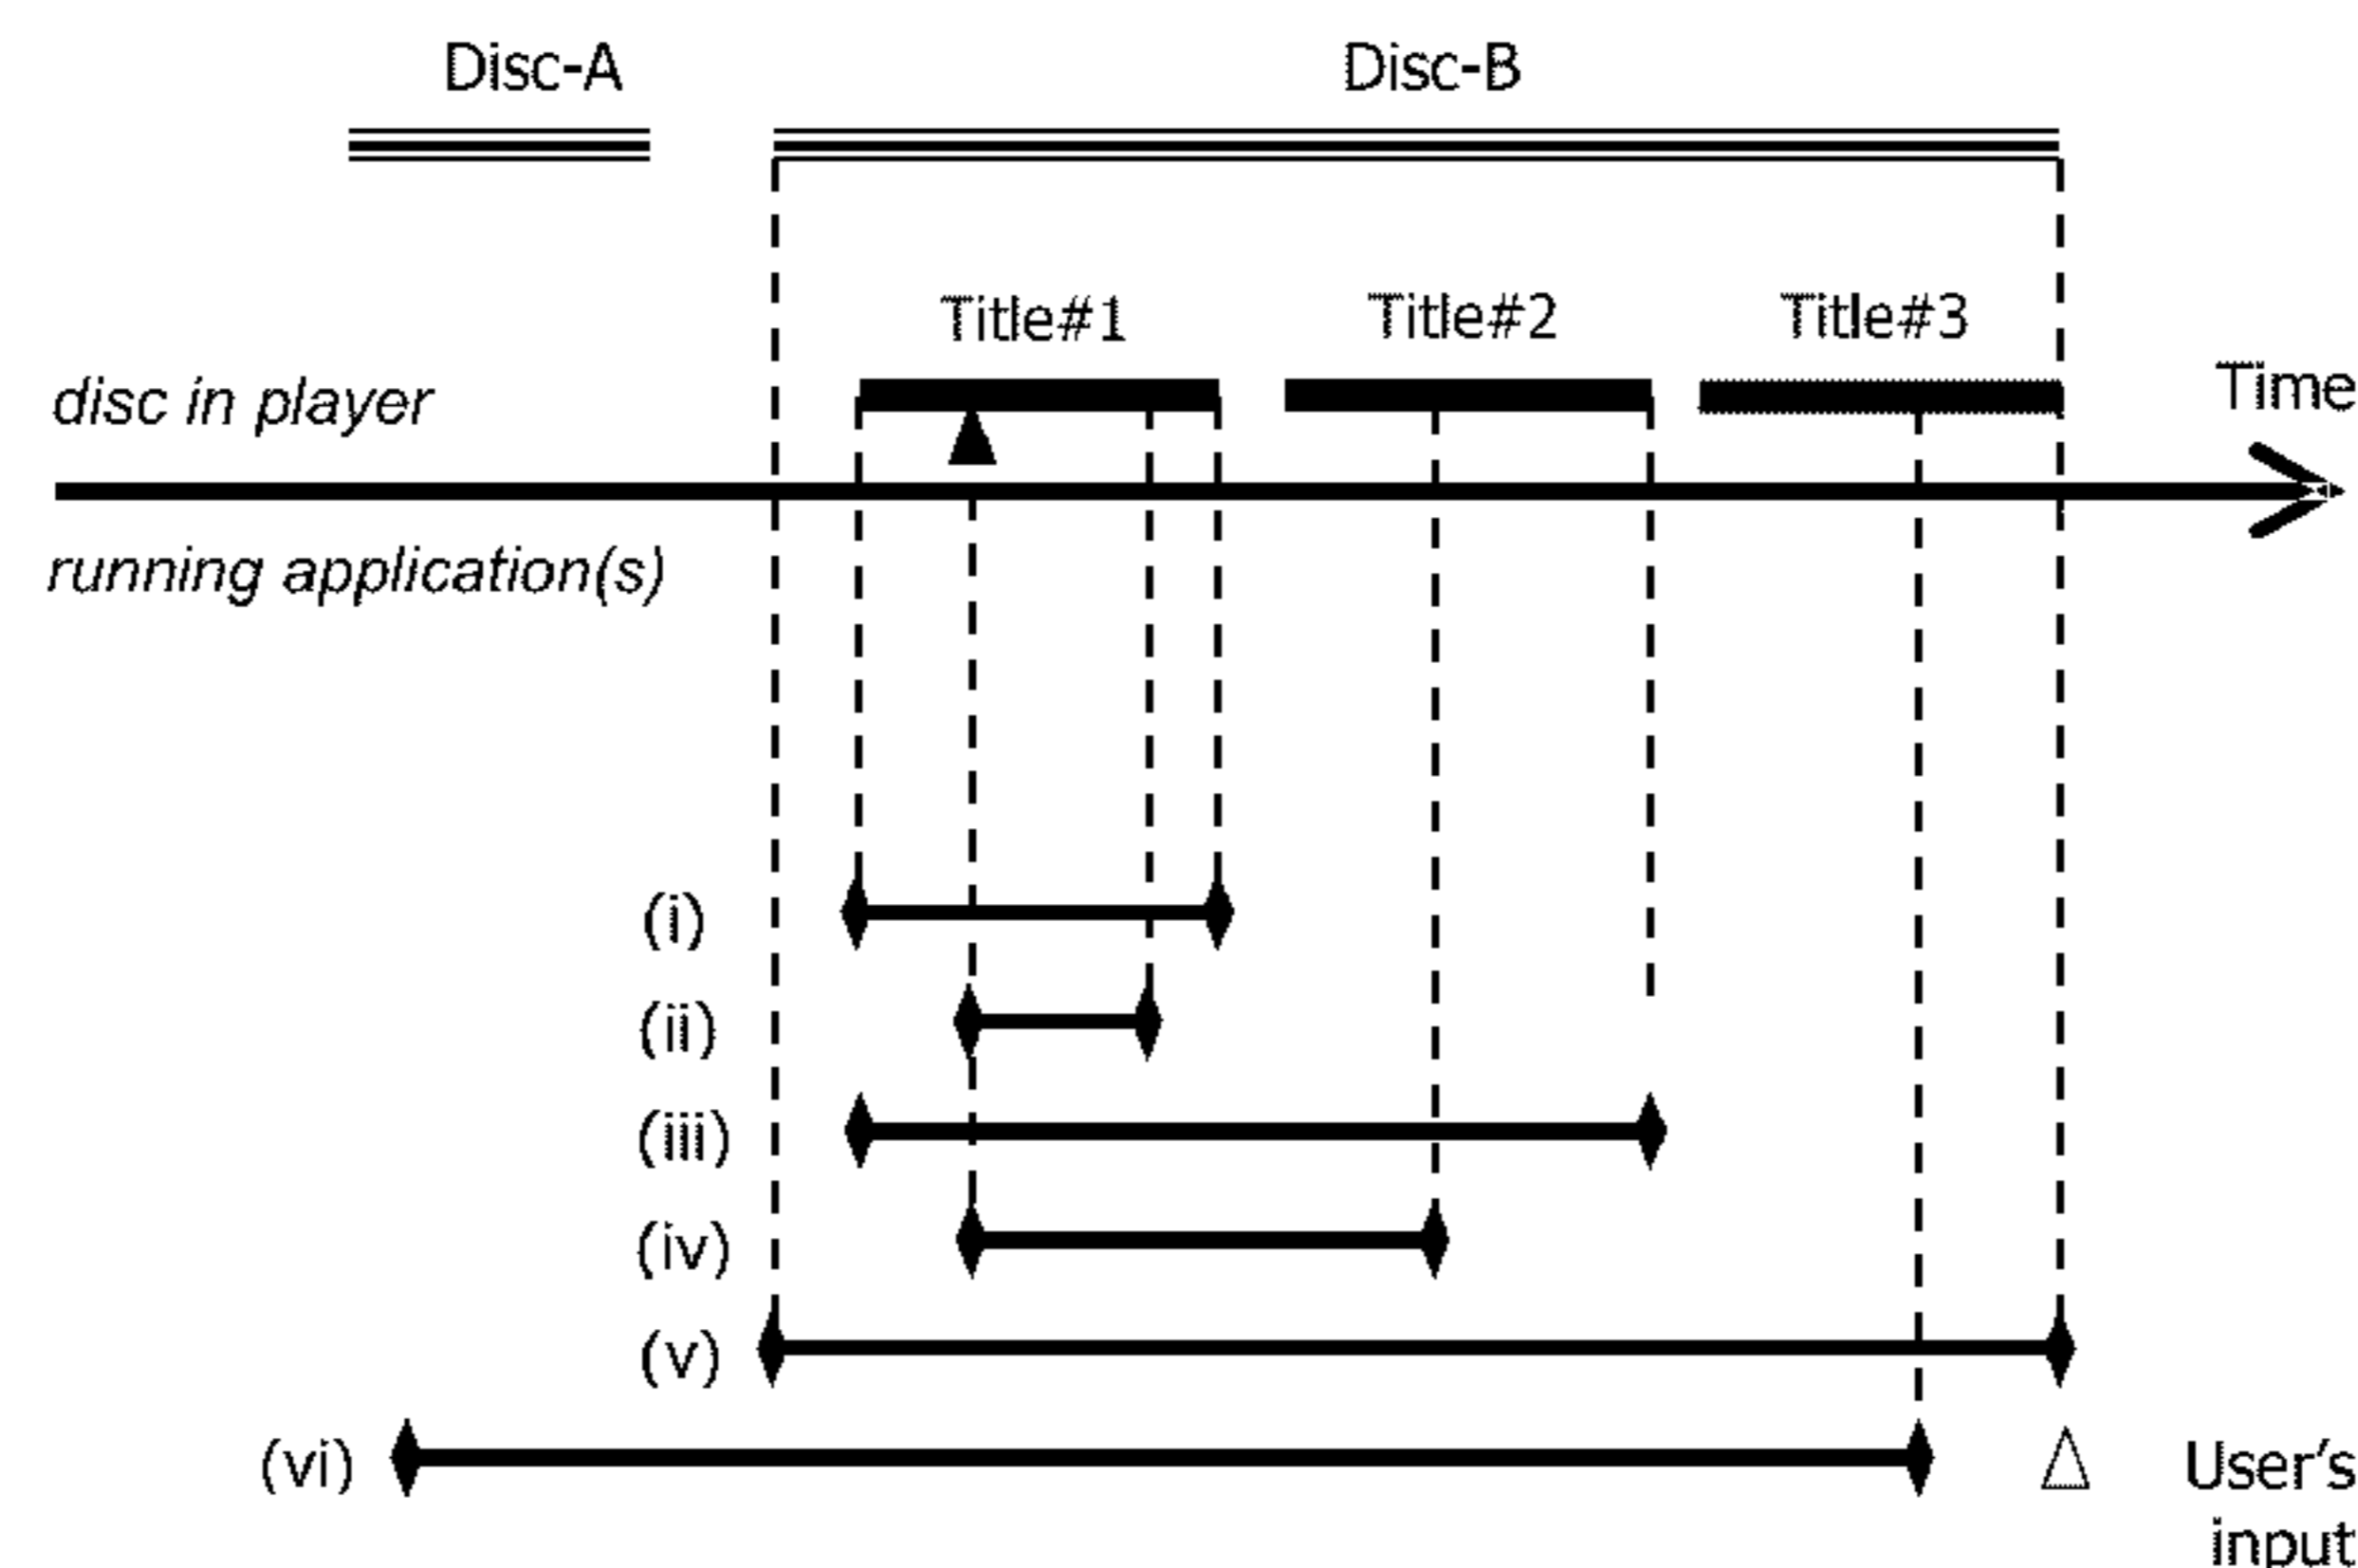 Disc-A
Disc-B
Title#1
Title#2
Title#3
disc in player
Time
running application(s)
(i)
(ii)
(iii)
(iv)
(v)
(vi)
User's
input